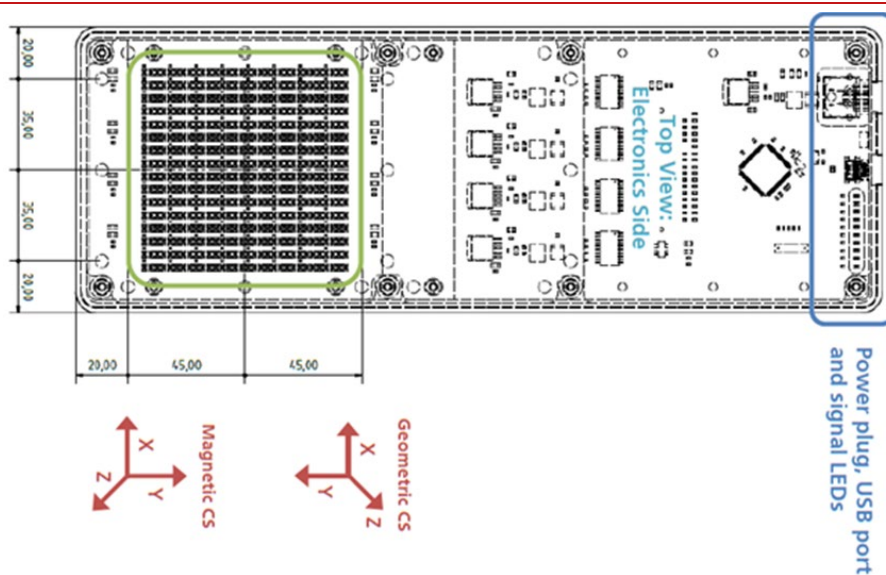 20,00
35,00
35,00
20,00
20,00
45,00
45,00
Top View:
Electronics Side
Power plug, USB port
and signal LEDs
Magnetic CS
X
Y
Z
Geometric CS
X
Y
Z